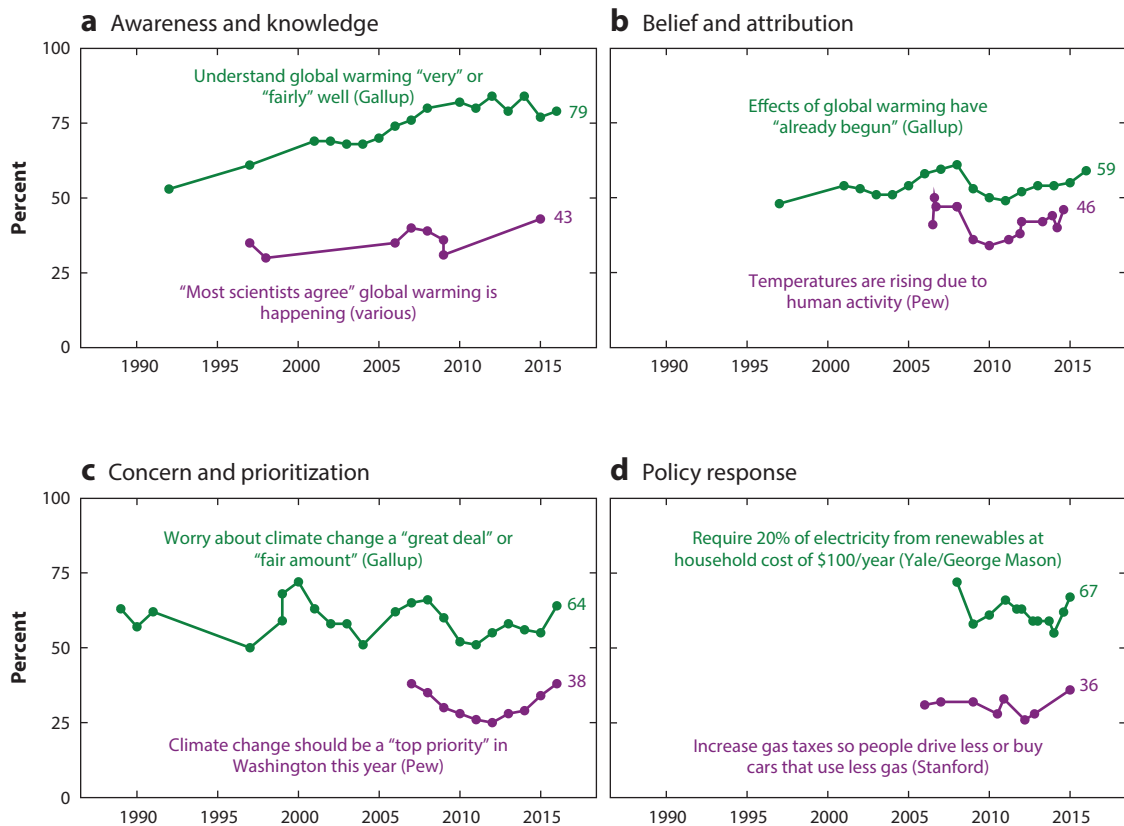 a Awareness and knowledge
100
75
50
25
0
Percent
Understand global warming “very” or
“fairly” well (Gallup)
79
43
“Most scientists agree” global warming is
happening (various)
1990 1995 2000 2005 2010 2015
b Belief and attribution
Effects of global warming have
“already begun” (Gallup)
59
46
Temperatures are rising due to
human activity (Pew)
1990 1995 2000 2005 2010 2015
c Concern and prioritization
100
75
50
25
0
Percent
Worry about climate change a “great deal” or
“fair amount” (Gallup)
64
38
Climate change should be a “top priority” in
Washington this year (Pew)
1990 1995 2000 2005 2010 2015
d Policy response
Require 20% of electricity from renewables at
household cost of $100/year (Yale/George Mason)
67
36
Increase gas taxes so people drive less or buy
cars that use less gas (Stanford)
1990 1995 2000 2005 2010 2015